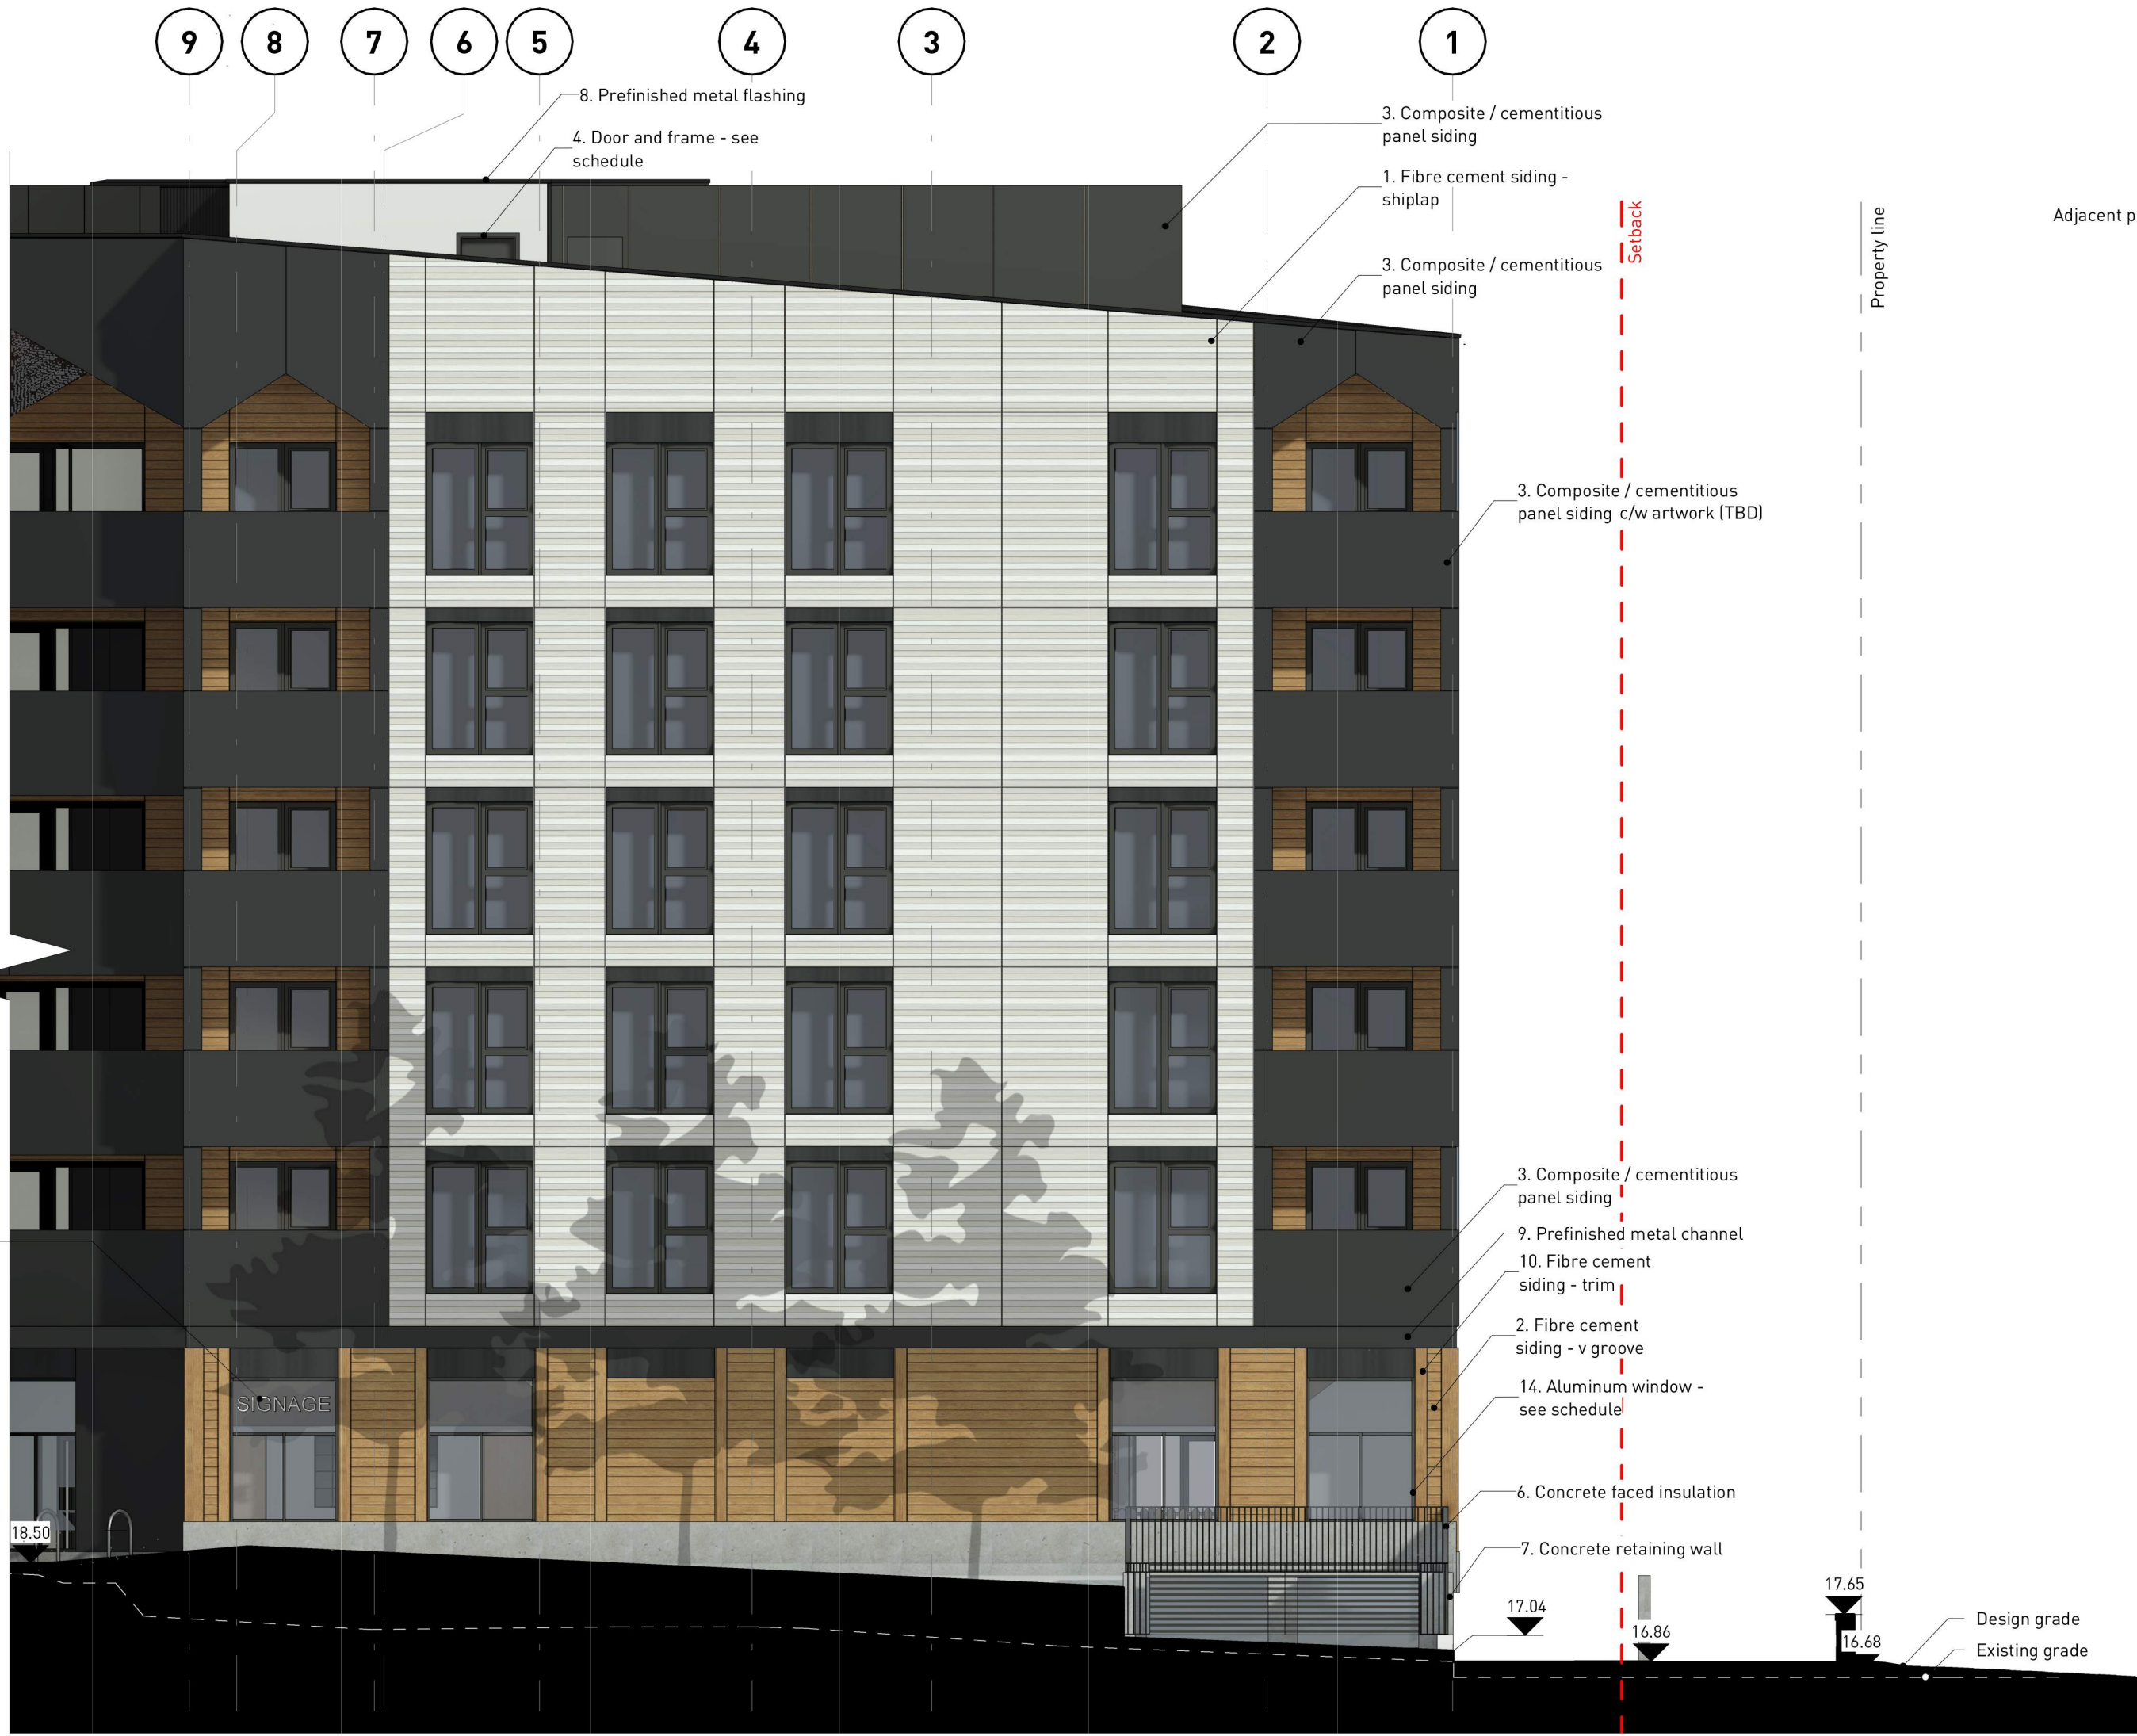 9 8 7 6 5 4 3 2 1
8. Prefinished metal flashing
4. Door and frame - see
schedule
3. Composite / cementitious
panel siding
1. Fibre cement siding -
shiplap
Setback
Property line
Adjacent p
3. Composite / cementitious
panel siding
3. Composite / cementitious
panel siding c/w artwork (TBD)
3. Composite / cementitious
panel siding
9. Prefinished metal channel
10. Fibre cement
siding - trim
2. Fibre cement
siding - v groove
14. Aluminum window -
see schedule
SIGNAGE
6. Concrete faced insulation
18.50
7. Concrete retaining wall
17.04
16.86
17.65
16.68
Design grade
Existing grade